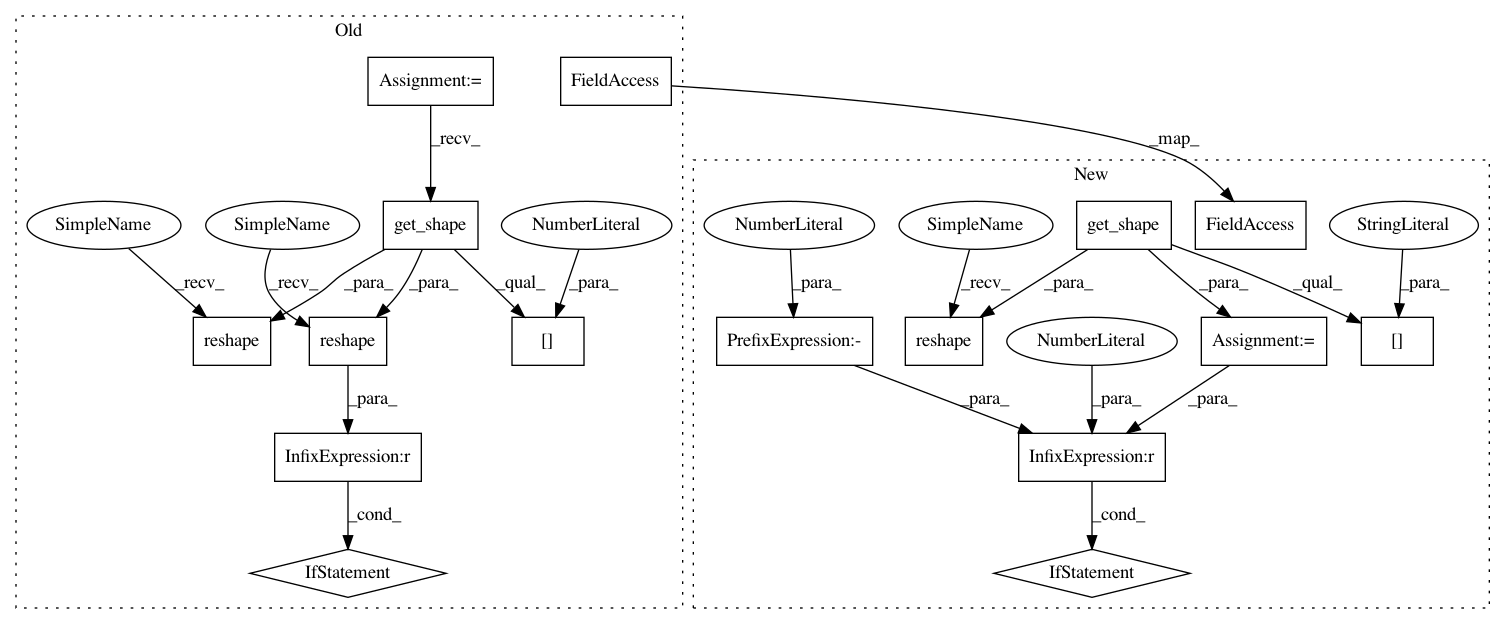 Old
Assignment:=
FieldAccess
_recv_
_map_
New
SimpleName
SimpleName
get_shape
NumberLiteral
NumberLiteral
SimpleName
get_shape
FieldAccess
StringLiteral
_recv_
_recv_
_para_
_para_
_qual_
_para_
_para_
_recv_
_para_
_para_
_qual_
_para_
reshape
reshape
[]
PrefixExpression:-
reshape
NumberLiteral
Assignment:=
[]
_para_
_para_
_para_
_para_
InfixExpression:r
InfixExpression:r
_cond_
_cond_
IfStatement
IfStatement